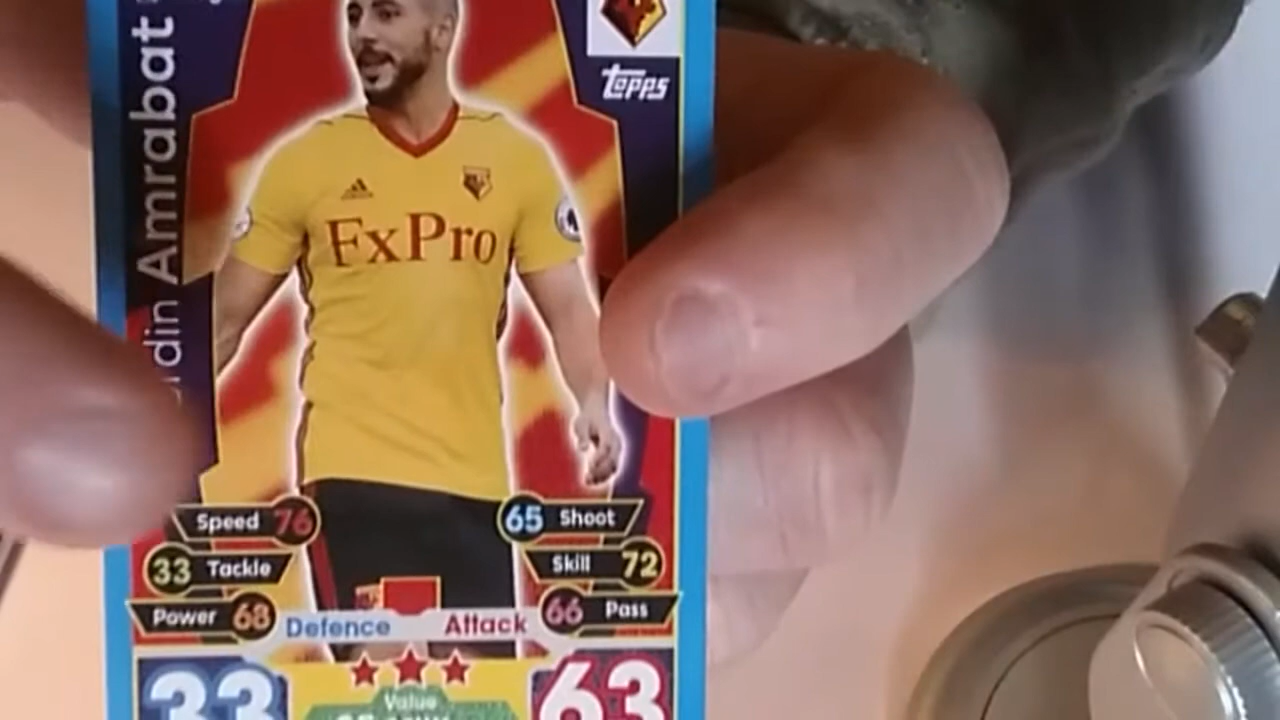 Amrabat
topps
FxPro
Speed 76
65 Shoot
33 Tackle
Skill 72
Power 68
66 Pass
Defence
Attack
33
63
Value